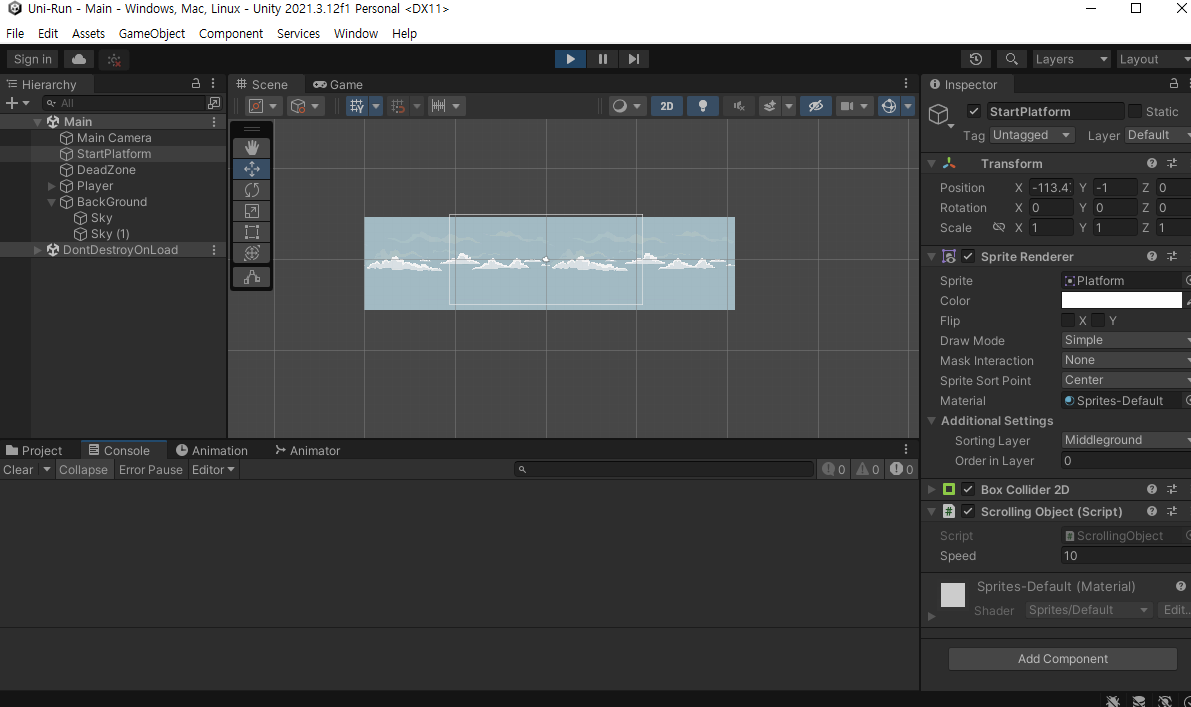 Uni-Run - Main - Windows, Mac, Linux - Unity 2021.3.12f1 Personal <DX11>
File Edit Assets GameObject Component Services Window Help
Sign in Layers Layout
Hierarchy Scene Game Inspector
All 2D StartPlatform Static
Main Tag Untagged Layer Default
Main Camera
StartPlatform Transform
DeadZone
Player Position X -113.4 Y -1 Z 0
BackGround Rotation X 0 Y 0 Z 0
Sky Scale X 1 Y 1 Z 1
Sky (1)
DontDestroyOnLoad Sprite Renderer
Sprite Platform
Color
Flip X Y
Draw Mode Simple
Mask Interaction None
Sprite Sort Point Center
Material Sprites-Default
Additional Settings
Sorting Layer Middleground
Project Console Animation Animator
Order in Layer 0
Clear Collapse Error Pause Editor 0 0 0
Box Collider 2D
Scrolling Object (Script)
Script ScrollingObject
Speed 10
Sprites-Default (Material)
Shader Sprites/Default Edit..
Add Component